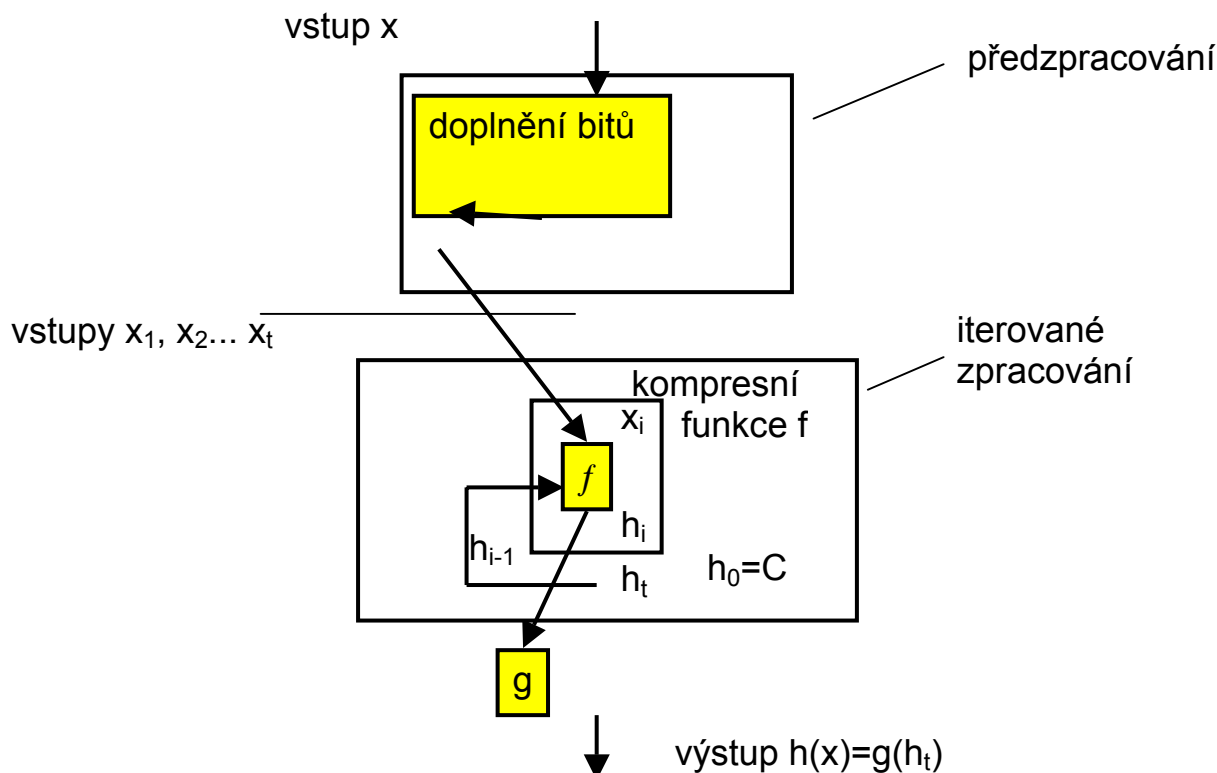 vstup x
předzpracování
doplnění bitů
vstupy x₁, x₂... xₜ
iterované
zpracování
kompresní
funkce f
xᵢ
f
hᵢ
hᵢ₋₁
hₜ
h₀=C
g
výstup h(x)=g(hₜ)